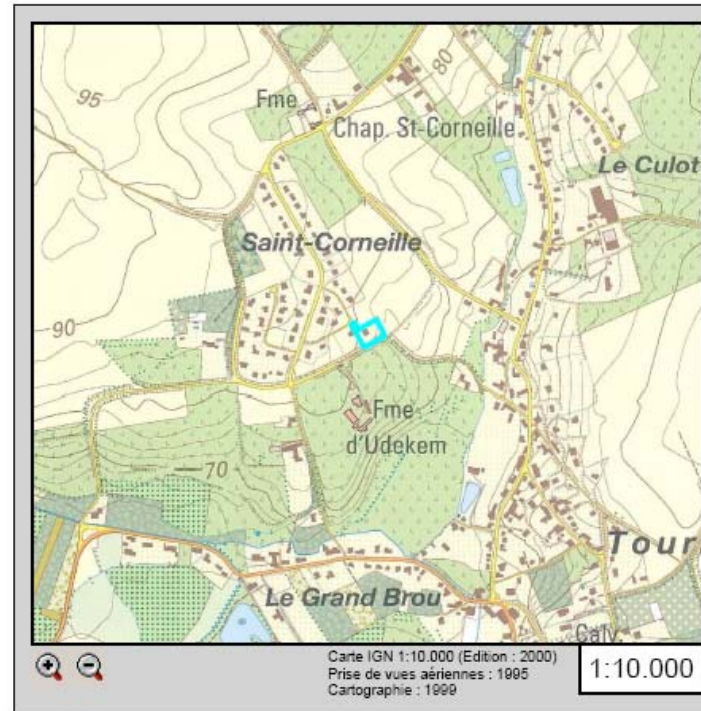 80
95
Fme
Chap. St-Corneille
Le Culot
Saint-Corneille
90
Fme
d'Udekem
70
Tour
Le Grand Brou
Calv.
Carte IGN 1:10.000 (Edition : 2000)
Prise de vues aériennes : 1995
Cartographie : 1999
1:10.000